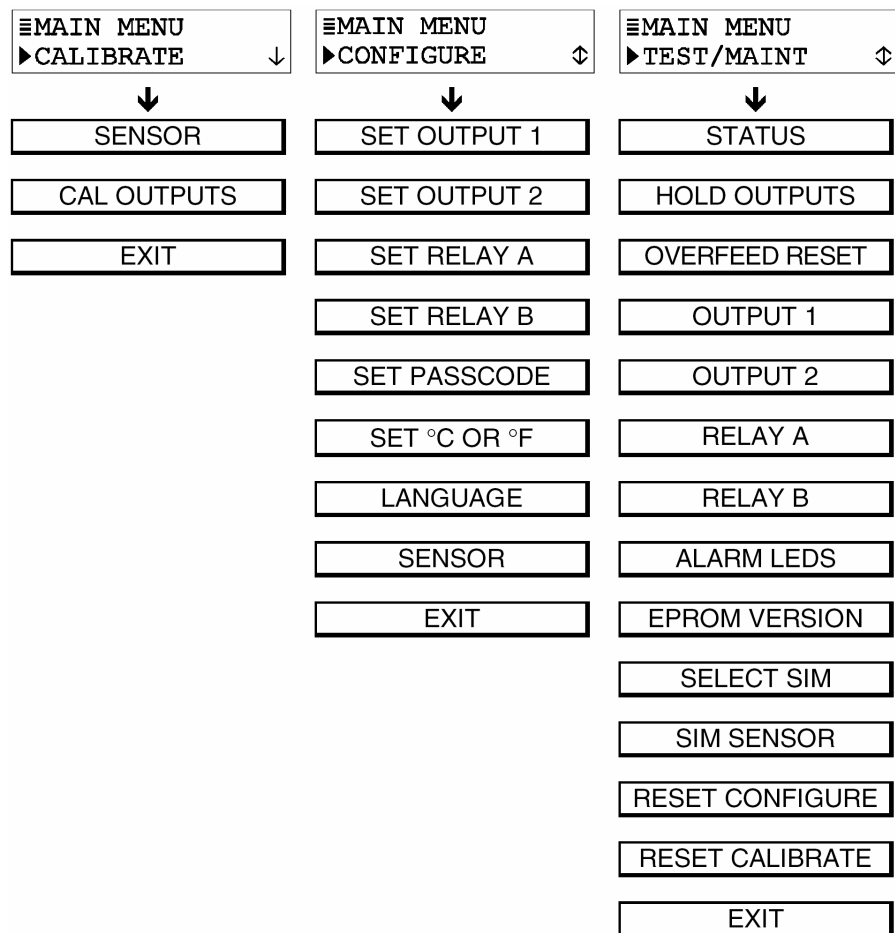 ≣MAIN MENU
▶CALIBRATE ↓
SENSOR
CAL OUTPUTS
EXIT
≣MAIN MENU
▶CONFIGURE ↕
SET OUTPUT 1
SET OUTPUT 2
SET RELAY A
SET RELAY B
SET PASSCODE
SET °C OR °F
LANGUAGE
SENSOR
EXIT
≣MAIN MENU
▶TEST/MAINT ↕
STATUS
HOLD OUTPUTS
OVERFEED RESET
OUTPUT 1
OUTPUT 2
RELAY A
RELAY B
ALARM LEDS
EPROM VERSION
SELECT SIM
SIM SENSOR
RESET CONFIGURE
RESET CALIBRATE
EXIT